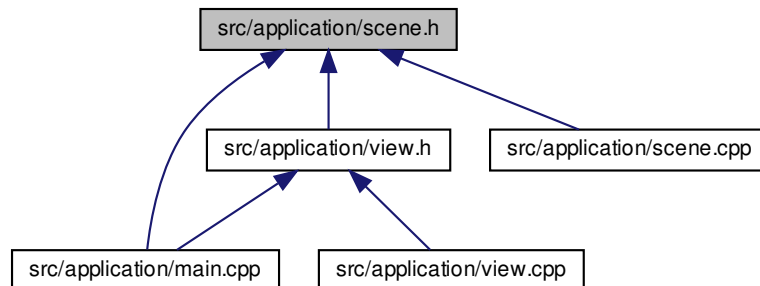 src/application/scene.h
src/application/view.h
src/application/scene.cpp
src/application/main.cpp
src/application/view.cpp